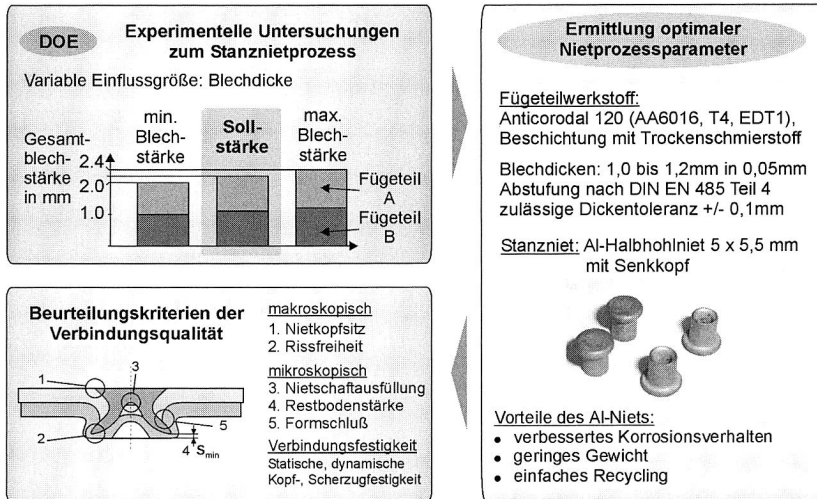 DOE
Experimentelle Untersuchungen
zum Stanznietprozess
Variable Einflussgröße: Blechdicke
Gesamt-
blech-
stärke
in mm
min.
Blech-
stärke
Soll-
stärke
max.
Blech-
stärke
2.4
2.0
1.0
Fügeteil
A
Fügeteil
B
Ermittlung optimaler
Nietprozessparameter
Fügeteilwerkstoff:
Anticorodal 120 (AA6016, T4, EDT1),
Beschichtung mit Trockenschmierstoff
Blechdicken: 1,0 bis 1,2mm in 0,05mm
Abstufung nach DIN EN 485 Teil 4
zulässige Dickentoleranz +/- 0,1mm
Stanzniet: Al-Halbhohlniet 5 x 5,5 mm
mit Senkkopf
Vorteile des Al-Niets:
• verbessertes Korrosionsverhalten
• geringes Gewicht
• einfaches Recycling
Beurteilungskriterien der
Verbindungsqualität
1
3
2
5
4 Smin
makroskopisch
1. Nietkopfsitz
2. Rissfreiheit
mikroskopisch
3. Nietschaftausfüllung
4. Restbodenstärke
5. Formschluß
Verbindungsfestigkeit
Statische, dynamische
Kopf-, Scherzugfestigkeit